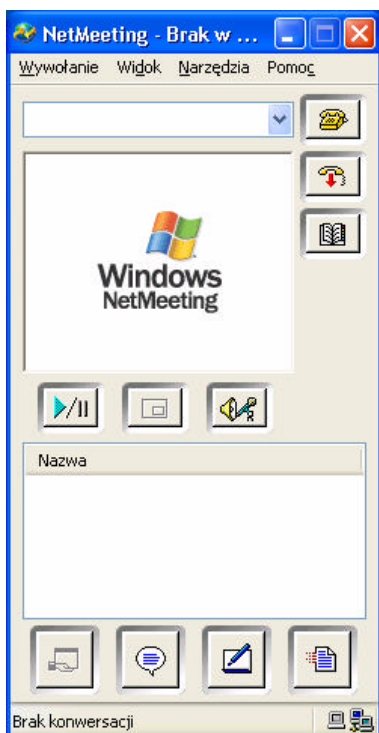 NetMeeting - Brak w ...
Wywołanie Widok Narzędzia Pomoc
Windows
NetMeeting
Nazwa
Brak konwersacji